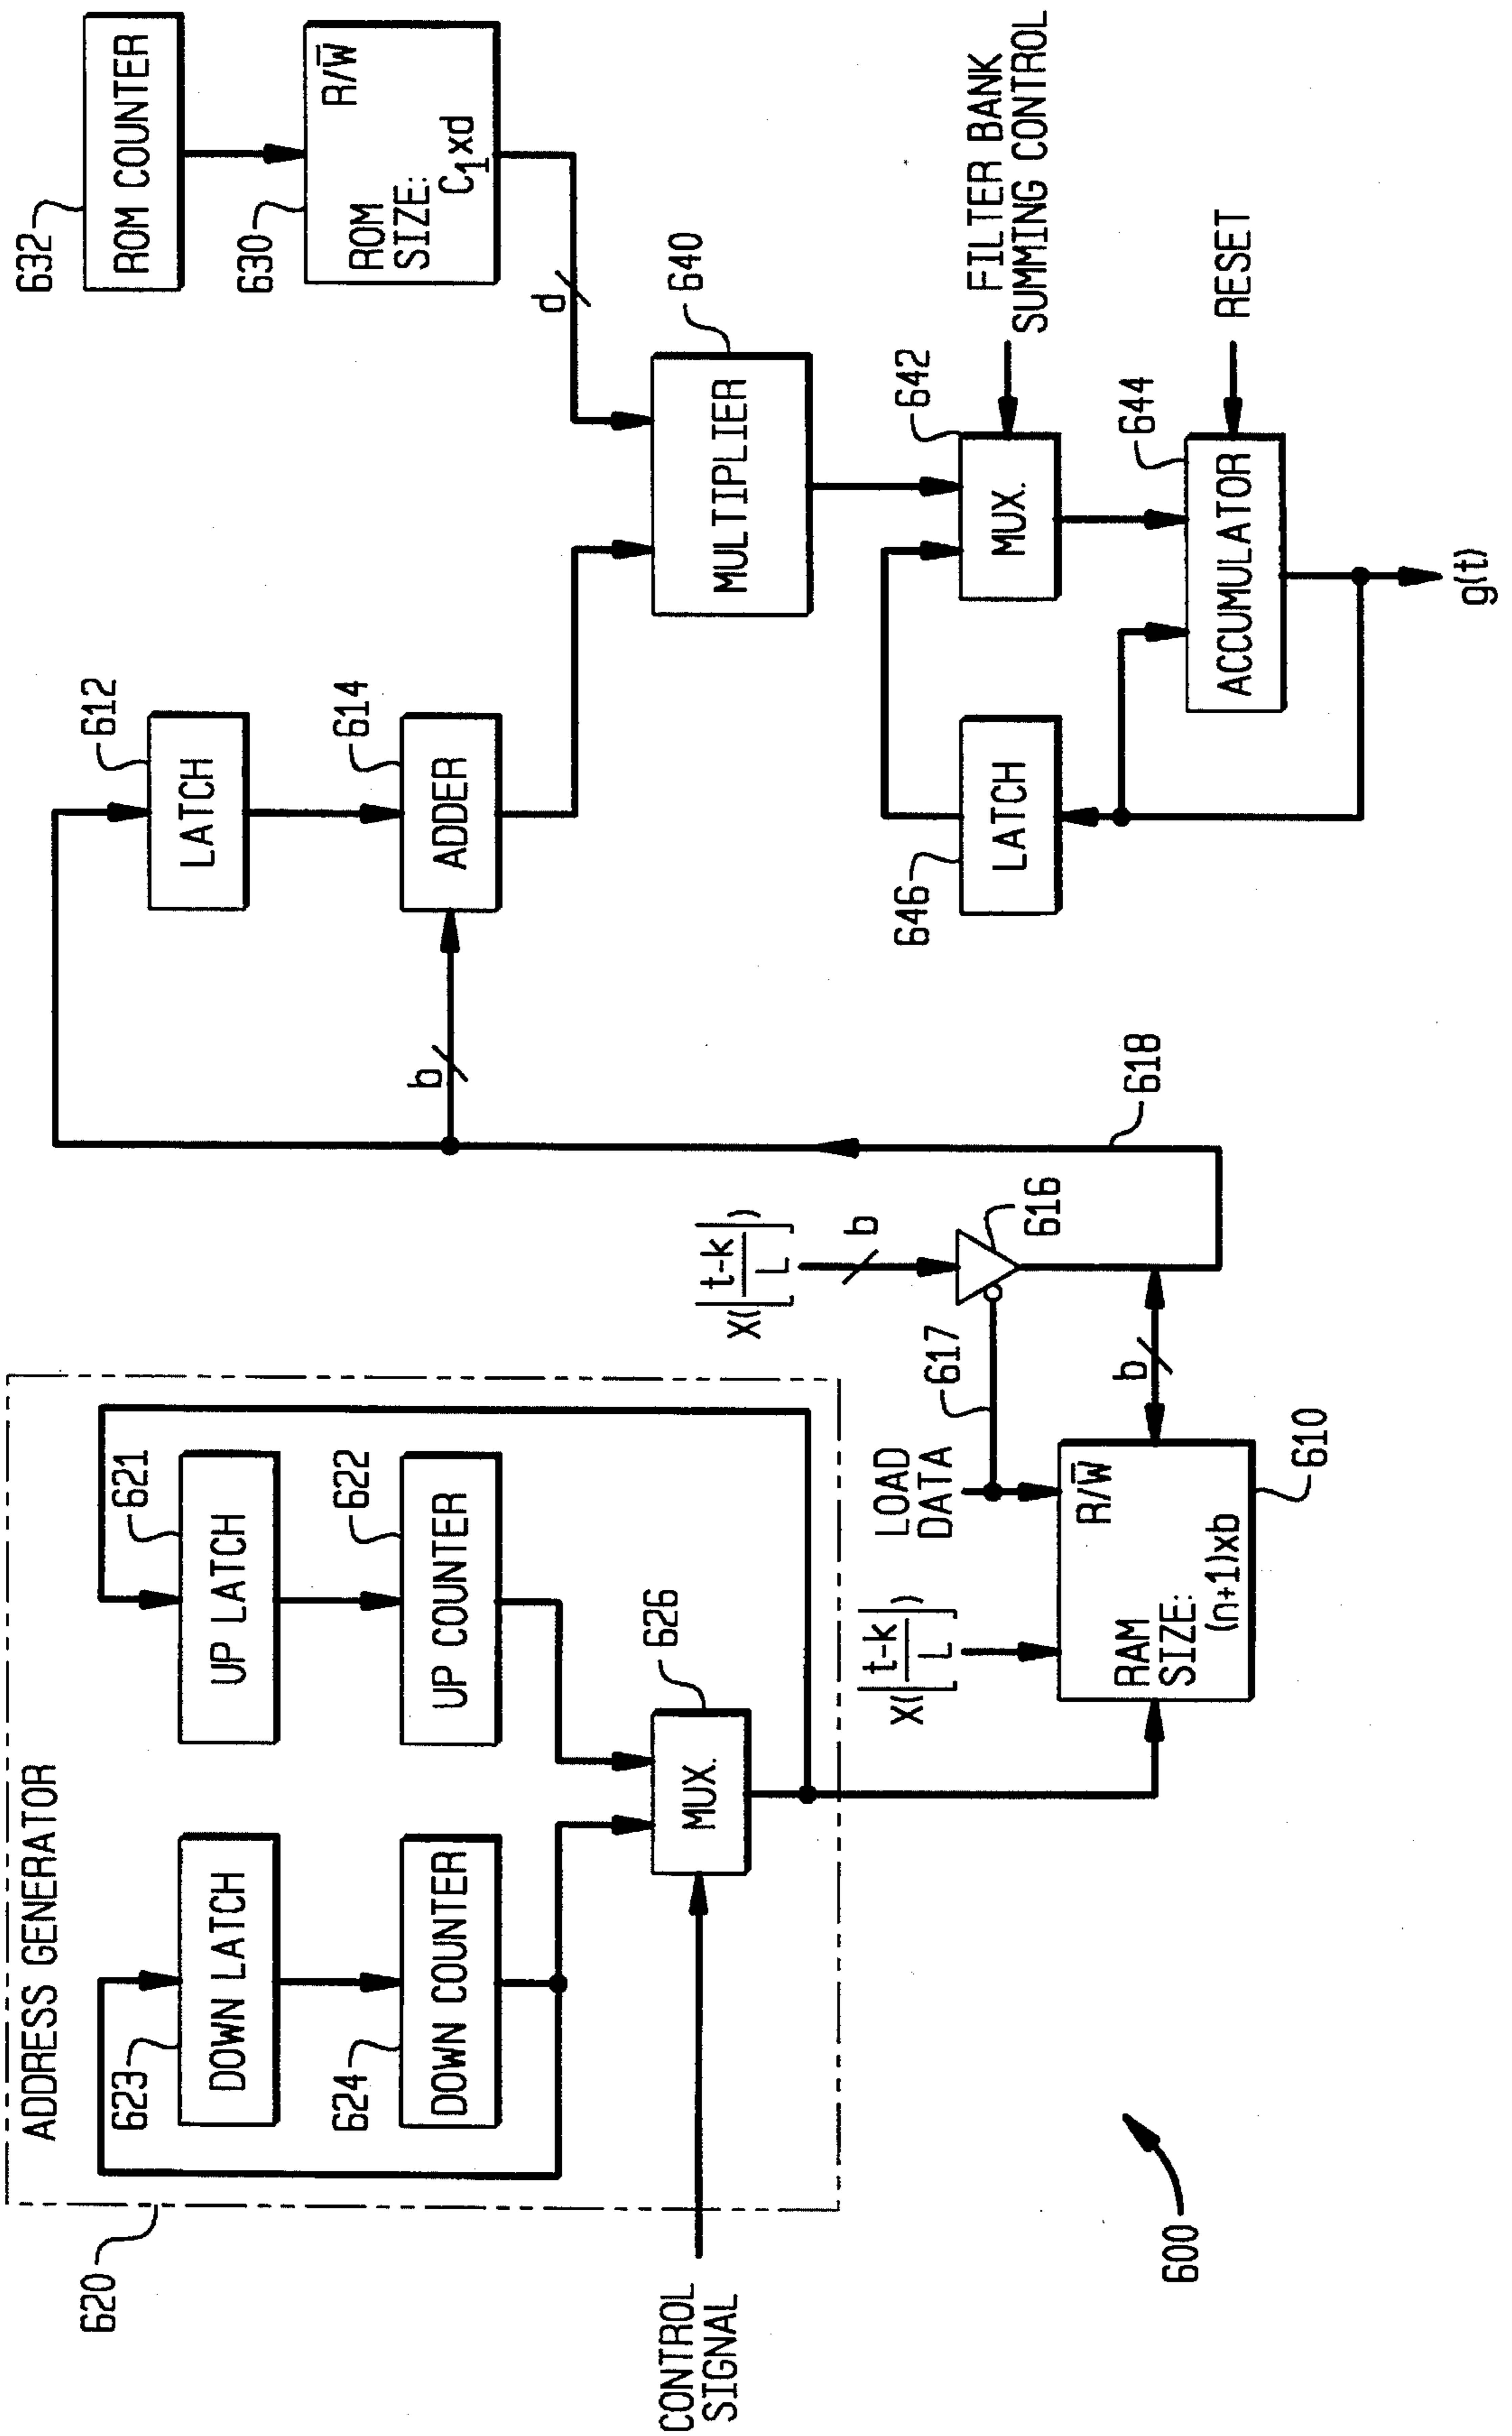 ADDRESS GENERATOR
620
623
DOWN LATCH
621
UP LATCH
624
DOWN COUNTER
622
UP COUNTER
CONTROL
SIGNAL
MUX.
626
X(⌊t-k/L⌋)
LOAD
DATA
617
X(⌊t-k/L⌋)
b
616
RAM
SIZE:
(n+1)xb
R/W̅
610
b
618
600
612
LATCH
b
614
ADDER
632
ROM COUNTER
630
ROM
SIZE:
C₁xd
R/W̅
d
MULTIPLIER
640
646
LATCH
642
MUX.
FILTER BANK
SUMMING CONTROL
644
ACCUMULATOR
RESET
g(t)